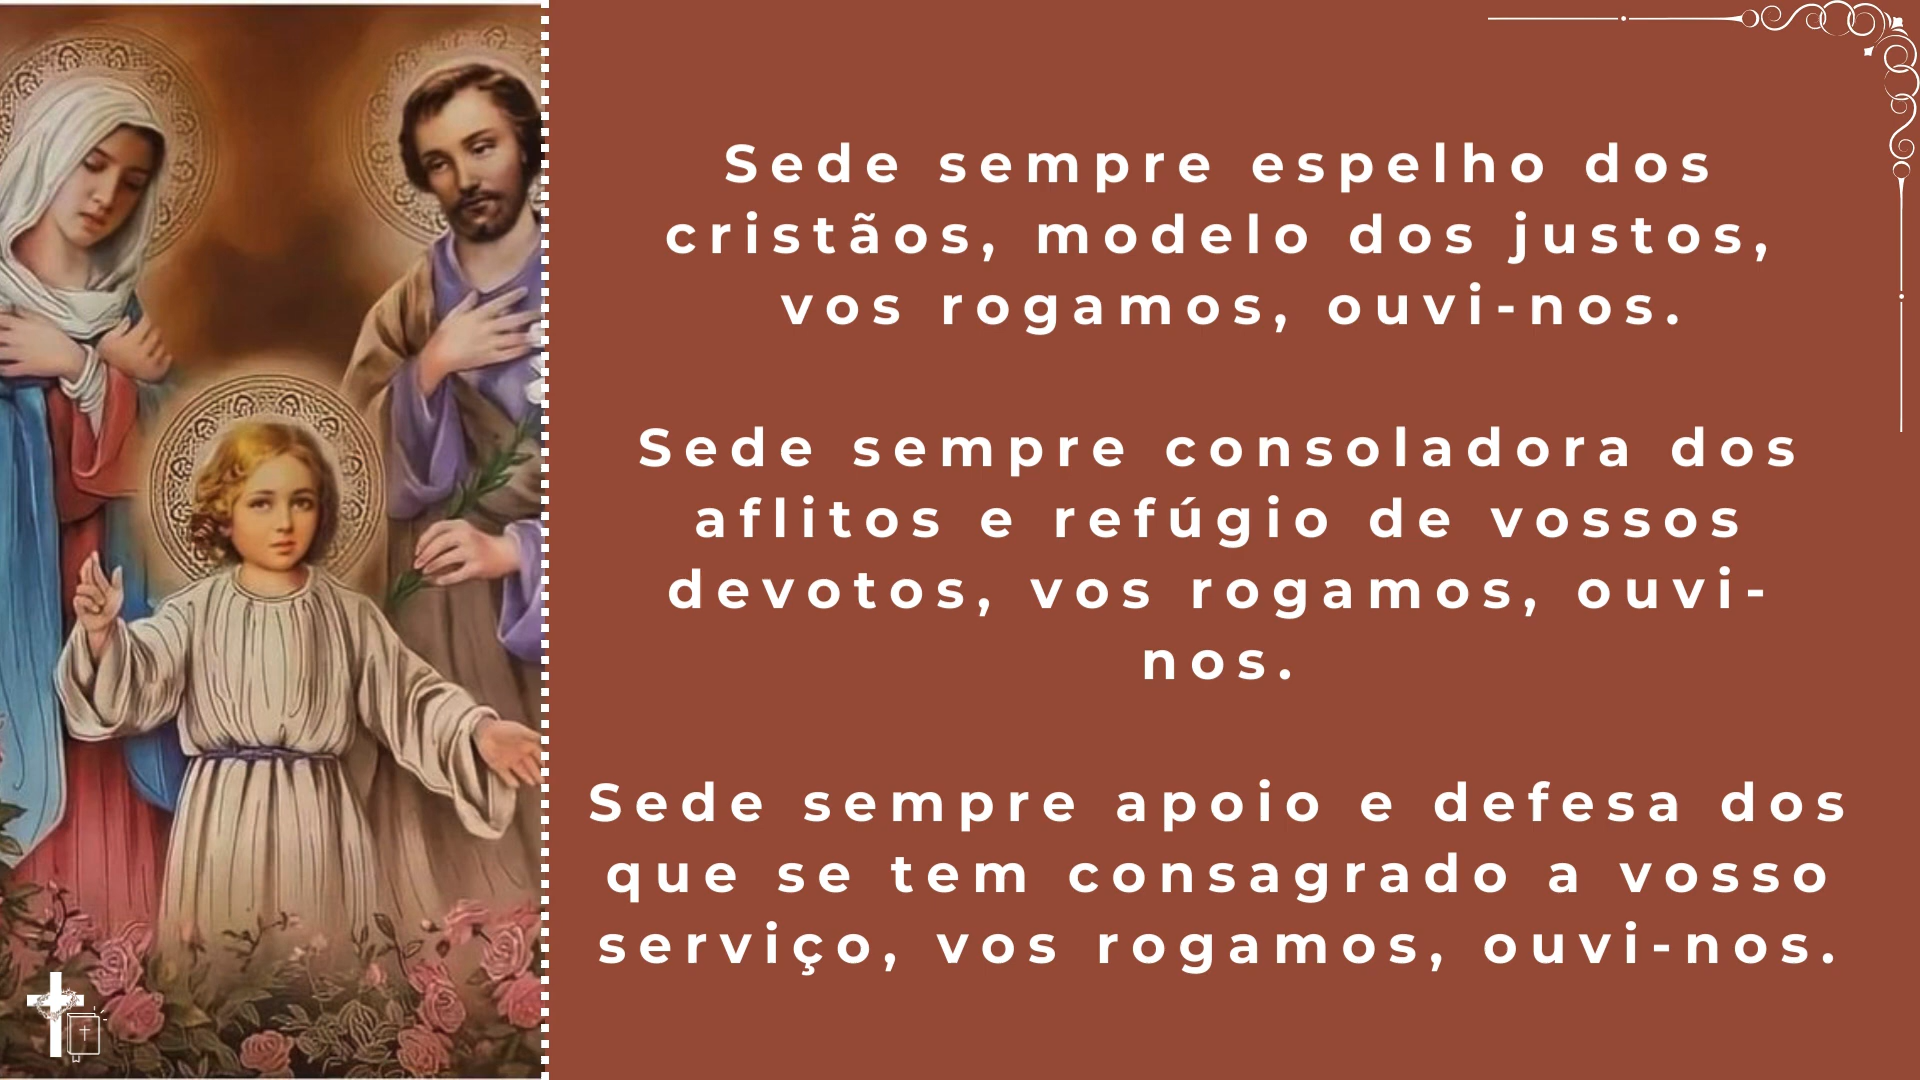 Sede sempre espelho dos
cristãos, modelo dos justos,
vos rogamos, ouvi-nos.
Sede sempre consoladora dos
aflitos e refúgio de vossos
devotos, vos rogamos, ouvi-
nos.
Sede sempre apoio e defesa dos
que se tem consagrado a vosso
serviço, vos rogamos, ouvi-nos.